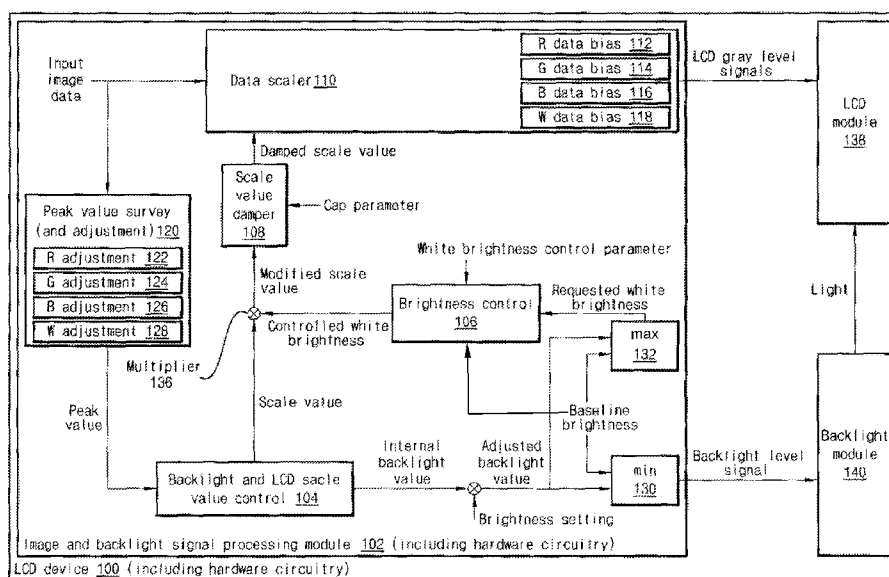 Input
image
data
Data scaler 110
R data bias 112
G data bias 114
B data bias 116
W data bias 118
LCD gray level
signals
LCD
module
138
Damped scale value
Scale
value
damper
108
Cap parameter
Peak value survey
(and adjustment) 120
R adjustment 122
G adjustment 124
B adjustment 126
W adjustment 128
Modified scale
value
White brightness control parameter
Brightness control
106
Requested white
brightness
Controlled white
brightness
max
132
Light
Multiplier
136
Peak
value
Scale value
Baseline
brightness
Internal
backlight
value
Adjusted
backlight
value
min
130
Backlight level
signal
Backlight
module
140
Backlight and LCD sacle
value control 104
Brightness setting
Image and backlight signal processing module 102 (including hardware circuitry)
LCD device 100 (including hardware circuitry)